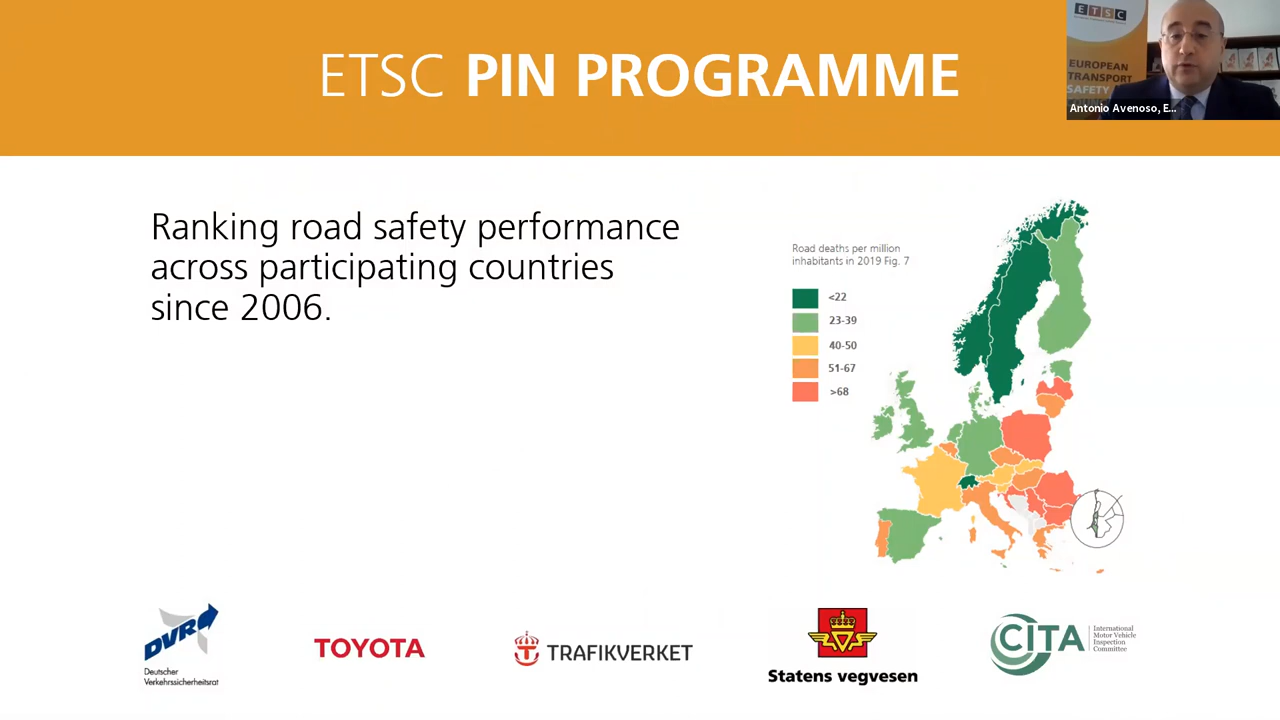 ETSC PIN PROGRAMME
ETSC
EUROPEAN
TRANSPORT
SAFETY
Antonio Avenoso, E...
Ranking road safety performance
across participating countries
since 2006.
Road deaths per million
inhabitants in 2019 Fig. 7
<22
23-39
40-50
51-67
>68
DVR
Deutscher
Verkehrssicherheitsrat
TOYOTA
TRAFIKVERKET
Statens vegvesen
CITA
International
Motor Vehicle
Inspection
Committee